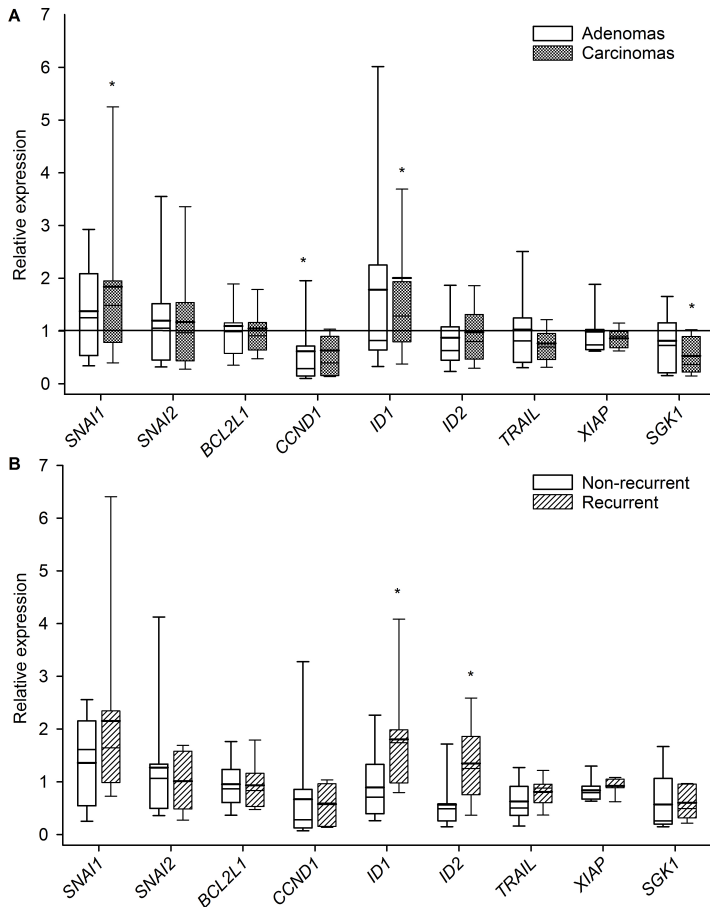 A
7
6
5
4
3
2
1
0
Relative expression
Adenomas
Carcinomas
*
*
*
*
SNAI1
SNAI2
BCL2L1
CCND1
ID1
ID2
TRAIL
XIAP
SGK1
B
7
6
5
4
3
2
1
0
Relative expression
Non-recurrent
Recurrent
*
*
SNAI1
SNAI2
BCL2L1
CCND1
ID1
ID2
TRAIL
XIAP
SGK1